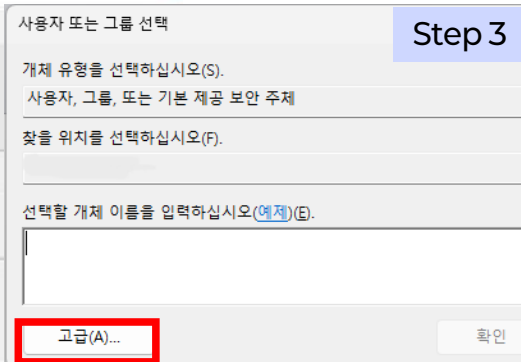 사용자 또는 그룹 선택
Step 3
개체 유형을 선택하십시오(S).
사용자, 그룹, 또는 기본 제공 보안 주체
찾을 위치를 선택하십시오(F).
선택할 개체 이름을 입력하십시오(예제)(E).
고급(A)...
확인